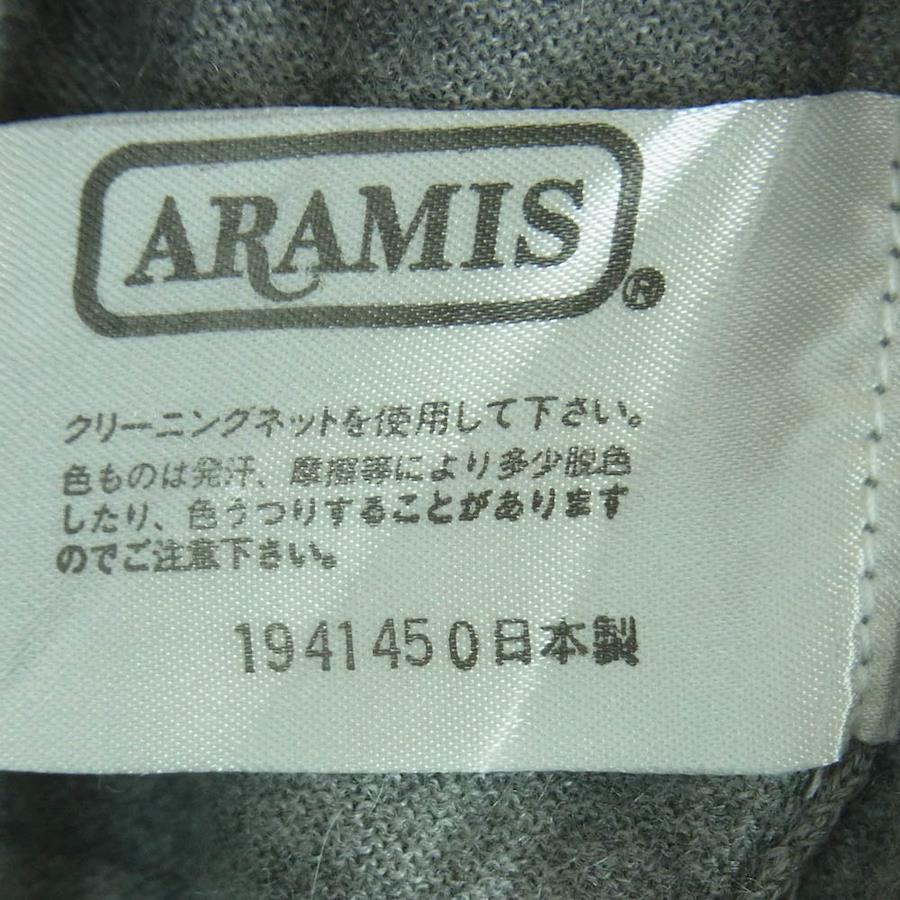 ARAMIS®
クリーニングネットを使用して下さい。
色ものは発汗、摩擦等により多少脱色
したり、色うつりすることがあります
のでご注意下さい。
1941450日本製